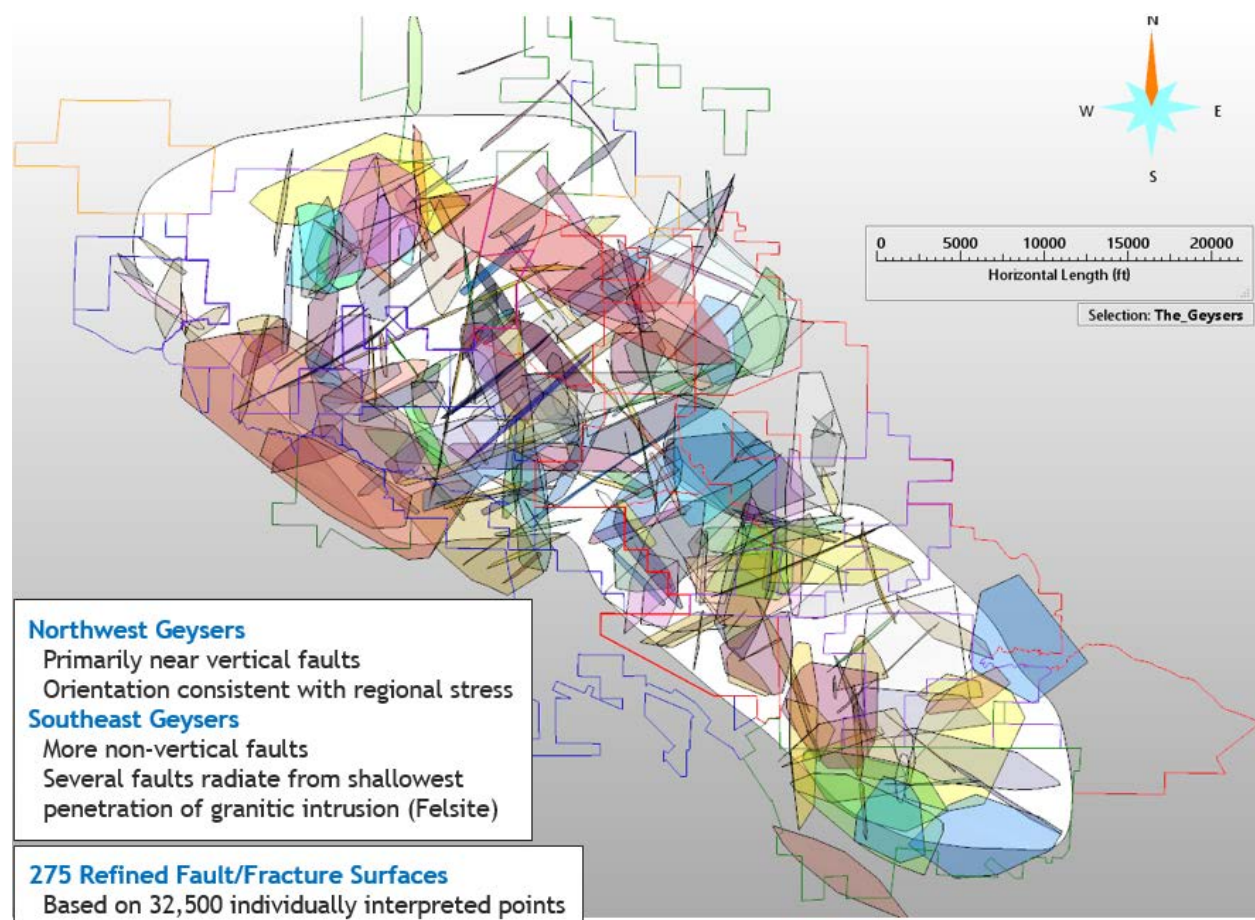 N
W E
S
0 5000 10000 15000 20000
Horizontal Length (ft)
Selection: The_Geysers
Northwest Geysers
Primarily near vertical faults
Orientation consistent with regional stress
Southeast Geysers
More non-vertical faults
Several faults radiate from shallowest
penetration of granitic intrusion (Felsite)
275 Refined Fault/Fracture Surfaces
Based on 32,500 individually interpreted points